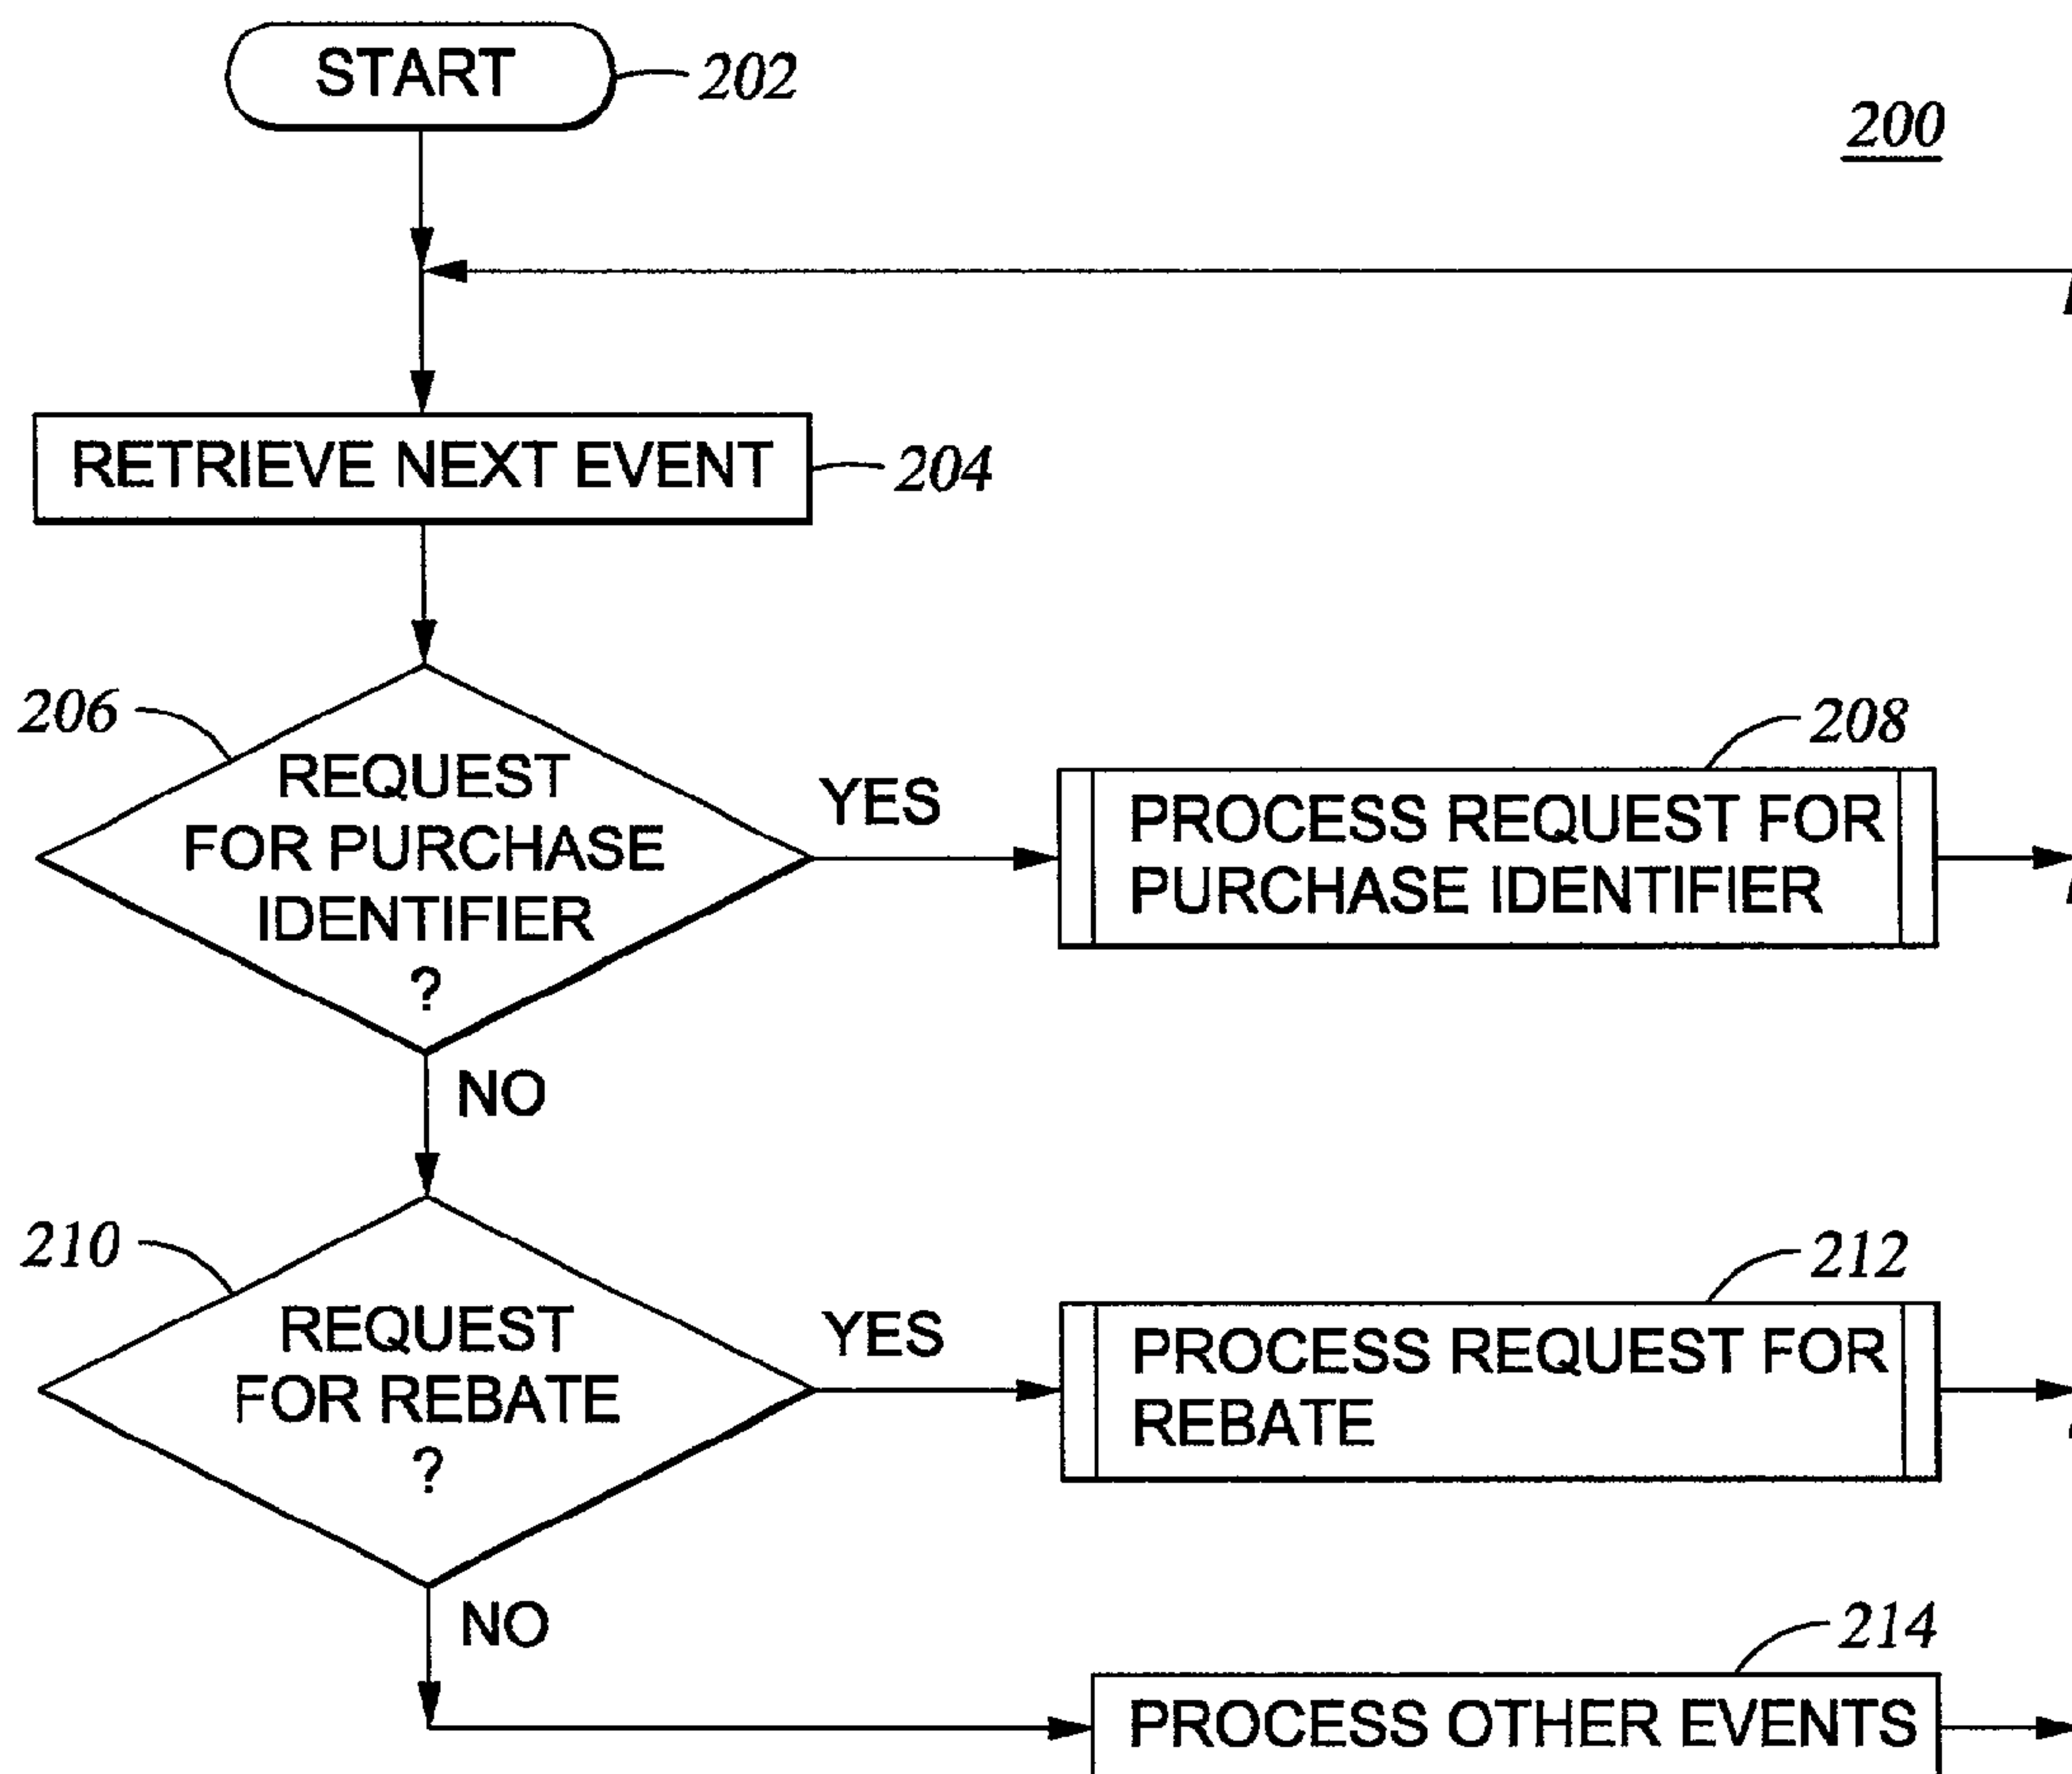 START
202
200
RETRIEVE NEXT EVENT
204
206
REQUEST
FOR PURCHASE
IDENTIFIER
?
YES
208
PROCESS REQUEST FOR
PURCHASE IDENTIFIER
NO
210
REQUEST
FOR REBATE
?
YES
212
PROCESS REQUEST FOR
REBATE
NO
214
PROCESS OTHER EVENTS